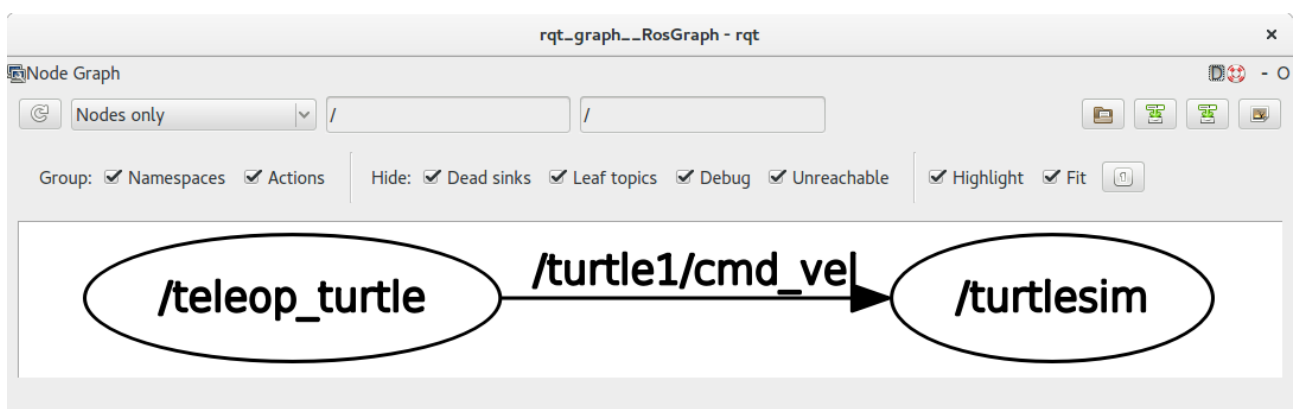 rqt_graph__RosGraph - rqt
Node Graph
D - O
Nodes only / /
Group: Namespaces Actions Hide: Dead sinks Leaf topics Debug Unreachable Highlight Fit
/teleop_turtle /turtle1/cmd_vel /turtlesim